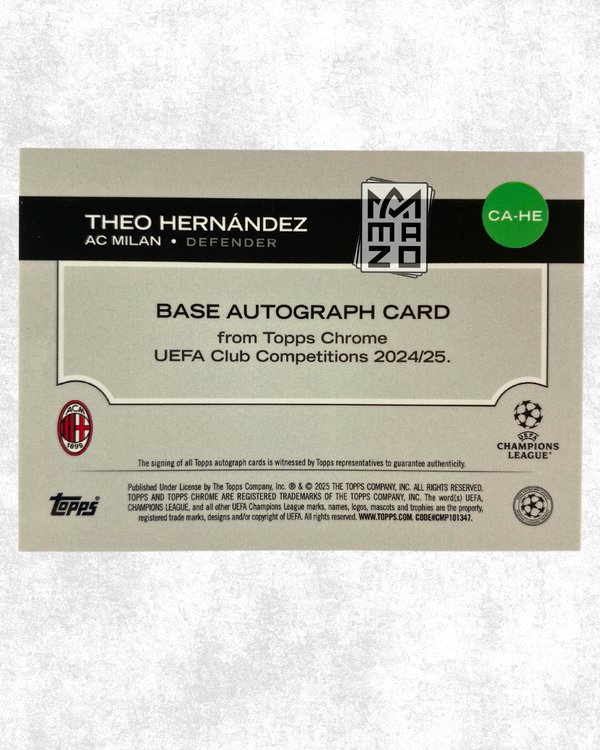 THEO HERNÁNDEZ
AC MILAN • DEFENDER
CA-HE
BASE AUTOGRAPH CARD
from Topps Chrome
UEFA Club Competitions 2024/25.
ACM
1899
UEFA
CHAMPIONS
LEAGUE
The signing of all Topps autograph cards is witnessed by Topps representatives to guarantee authenticity.
topps
Published Under License by The Topps Company, Inc. ® & © 2025 THE TOPPS COMPANY, INC. ALL RIGHTS RESERVED.
TOPPS AND TOPPS CHROME ARE REGISTERED TRADEMARKS OF THE TOPPS COMPANY, INC. The word(s) UEFA,
CHAMPIONS LEAGUE, and all other UEFA Champions League marks, names, logos, mascots and trophies are the property,
registered trade marks, designs and/or copyright of UEFA. All rights reserved. WWW.TOPPS.COM. CODE#CMP101347.